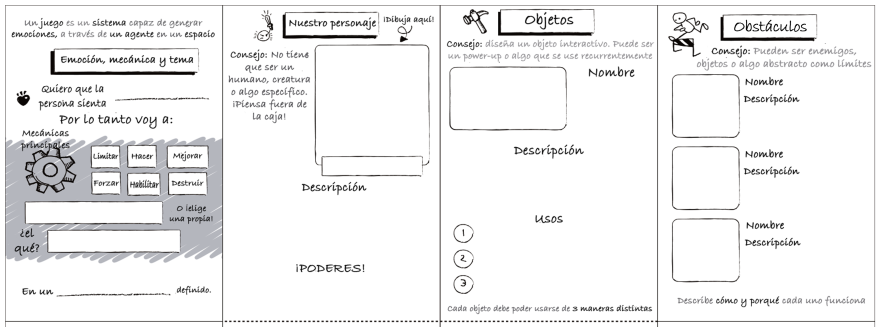 Un juego es un sistema capaz de generar
emociones, a través de un agente en un espacio
Emoción, mecánica y tema
Quiero que la
persona sienta
Por lo tanto voy a:
Mecánicas
principales
Limitar Hacer Mejorar
Forzar Habilitar Destruir
O ¡elige
una propia!
¿el
qué?
En un definido.
Nuestro personaje
¡Dibuja aquí!
Consejo: No tiene
que ser un
humano, creatura
o algo específico.
¡Piensa fuera de
la caja!
Descripción
¡PODERES!
Objetos
Consejo: diseña un objeto interactivo. Puede ser
un power-up o algo que se use recurrentemente
Nombre
Descripción
Usos
1
2
3
Cada objeto debe poder usarse de 3 maneras distintas
Obstáculos
Consejo: Pueden ser enemigos,
objetos o algo abstracto como límites
Nombre
Descripción
Nombre
Descripción
Nombre
Descripción
Describe cómo y porqué cada uno funciona